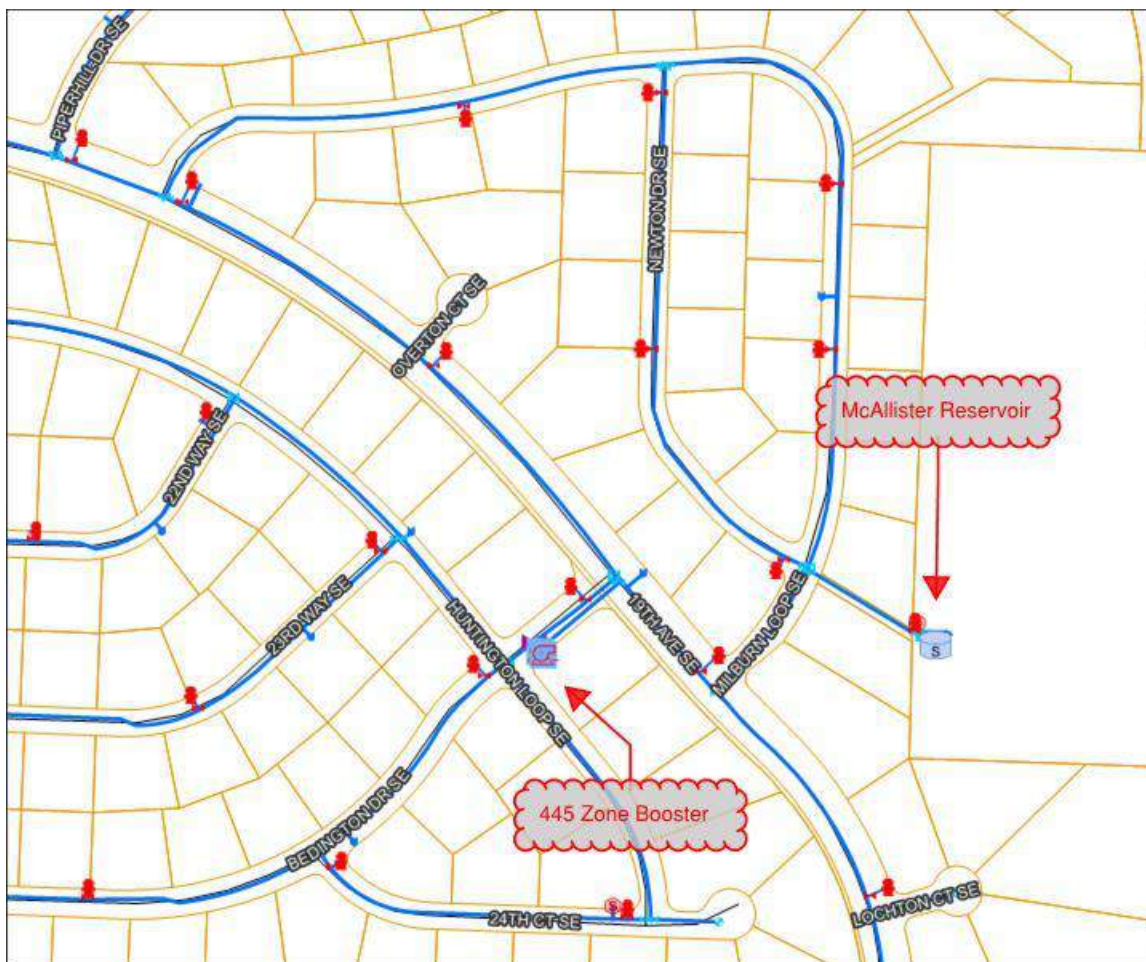 PIPERHILL DR SE
NEWTON DR SE
OVERTON CT SE
McAllister Reservoir
22ND WAY SE
23RD WAY SE
HUNTINGTON LOOP SE
19TH AVE SE
MILBURN LOOP SE
S
445 Zone Booster
BEDINGTON DR SE
LOCHTON CT SE
S
24TH CT SE